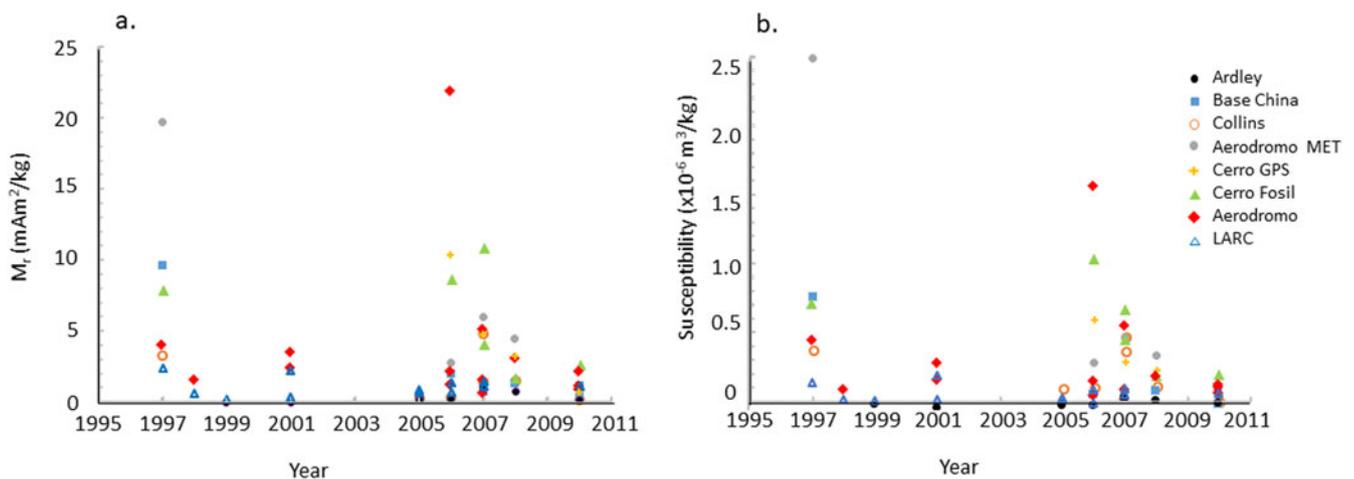 a.
25
20
15
10
5
0
Mr (mAm2/kg)
1995 1997 1999 2001 2003 2005 2007 2009 2011
Year
b.
2.5
2.0
1.5
1.0
0.5
0
Susceptibility (x10-6 m3/kg)
1995 1997 1999 2001 2003 2005 2007 2009 2011
Year
Ardley
Base China
Collins
Aerodromo MET
Cerro GPS
Cerro Fosil
Aerodromo
LARC